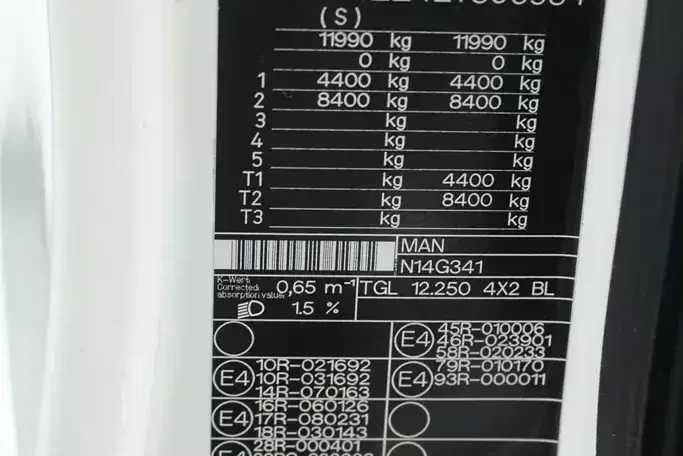 (S)
11990 kg 11990 kg
0 kg 0 kg
1 4400 kg 4400 kg
2 8400 kg 8400 kg
3 kg kg
4 kg kg
5 kg kg
T1 kg 4400 kg
T2 kg 8400 kg
T3 kg kg
MAN
N14G341
K-Wert:
Corrected
absorption value:
0,65 m⁻¹
TGL 12.250 4X2 BL
1.5 %
E4
45R-010006
46R-023901
58R-020233
E4
10R-021692
10R-031692
14R-070163
E4
79R-010170
93R-000011
E4
16R-060126
17R-080231
18R-030143
E4
28R-000401